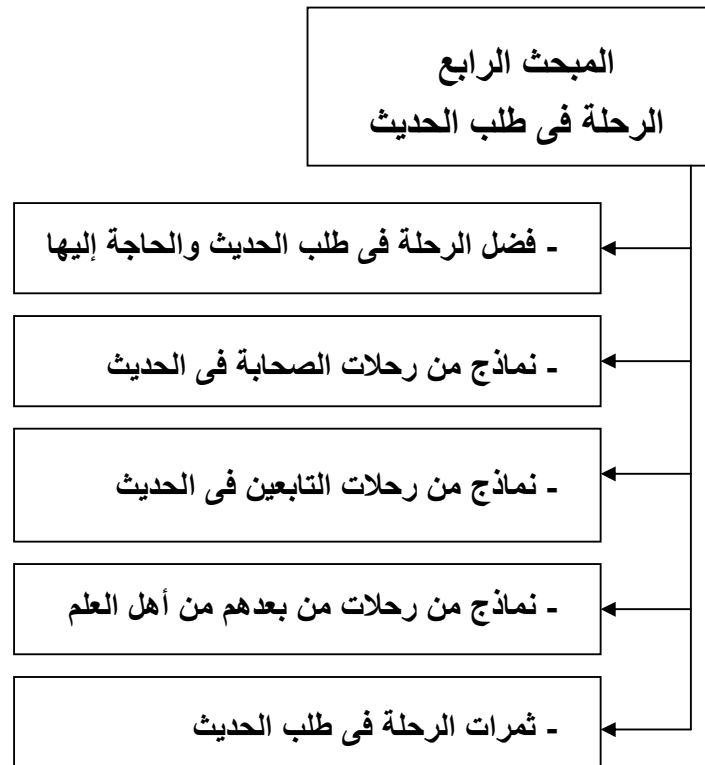 المبحث الرابع
الرحلة فى طلب الحديث
- فضل الرحلة فى طلب الحديث والحاجة إليها
- نماذج من رحلات الصحابة فى الحديث
- نماذج من رحلات التابعين فى الحديث
- نماذج من رحلات من بعدهم من أهل العلم
- ثمرات الرحلة فى طلب الحديث